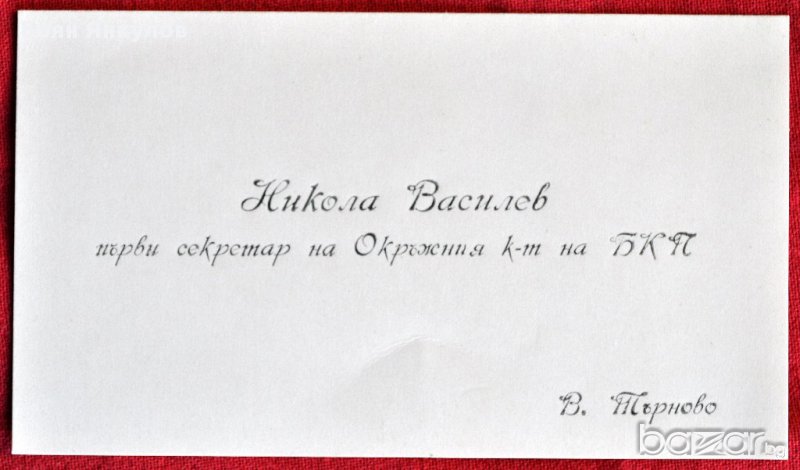 Никола Василев
първи секретар на Окръжния к-т на БКП
В. Търново
bazar.bg